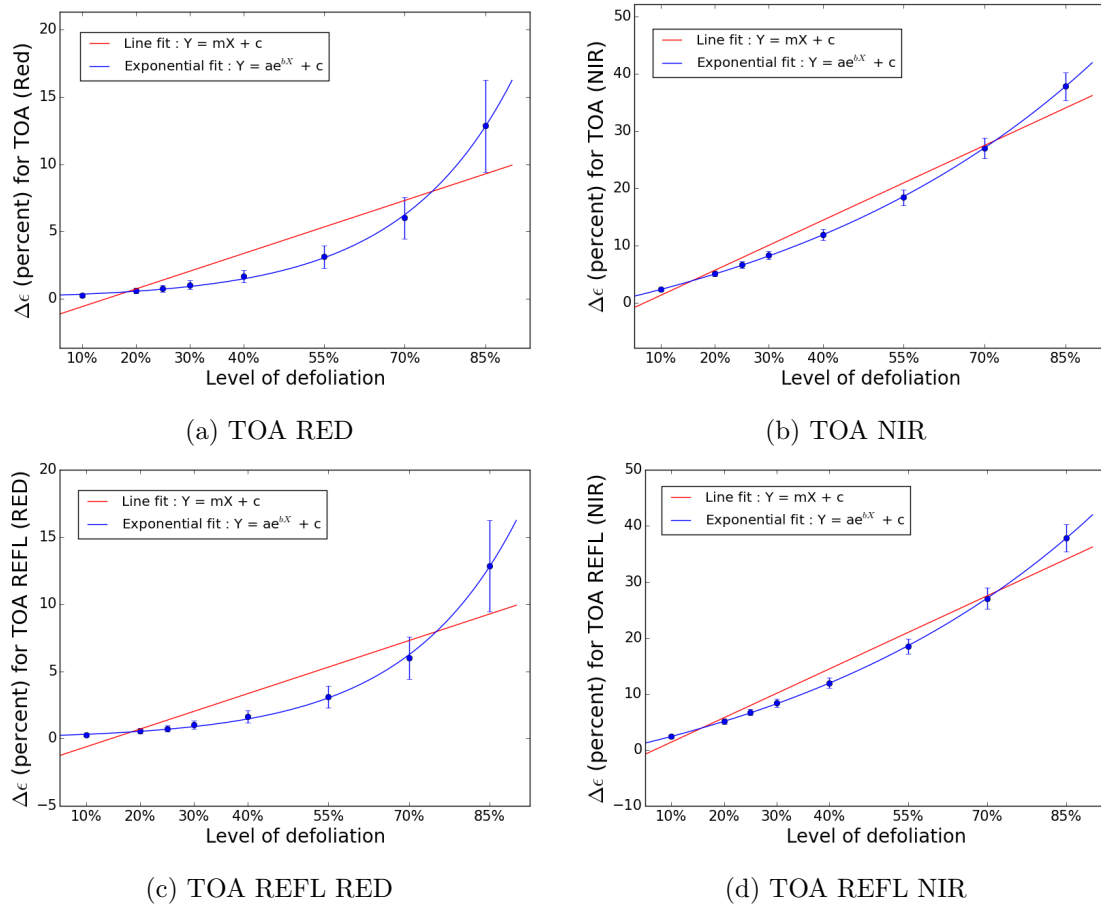 20
15
10
5
0
Δϵ (percent) for TOA (Red)
Line fit : Y = mX + c
Exponential fit : Y = ae^{bX} + c
10% 20% 30% 40% 55% 70% 85%
Level of defoliation
(a) TOA RED
50
40
30
20
10
0
Δϵ (percent) for TOA (NIR)
Line fit : Y = mX + c
Exponential fit : Y = ae^{bX} + c
10% 20% 30% 40% 55% 70% 85%
Level of defoliation
(b) TOA NIR
20
15
10
5
0
−5
Δϵ (percent) for TOA REFL (RED)
Line fit : Y = mX + c
Exponential fit : Y = ae^{bX} + c
10% 20% 30% 40% 55% 70% 85%
Level of defoliation
(c) TOA REFL RED
50
40
30
20
10
0
−10
Δϵ (percent) for TOA REFL (NIR)
Line fit : Y = mX + c
Exponential fit : Y = ae^{bX} + c
10% 20% 30% 40% 55% 70% 85%
Level of defoliation
(d) TOA REFL NIR